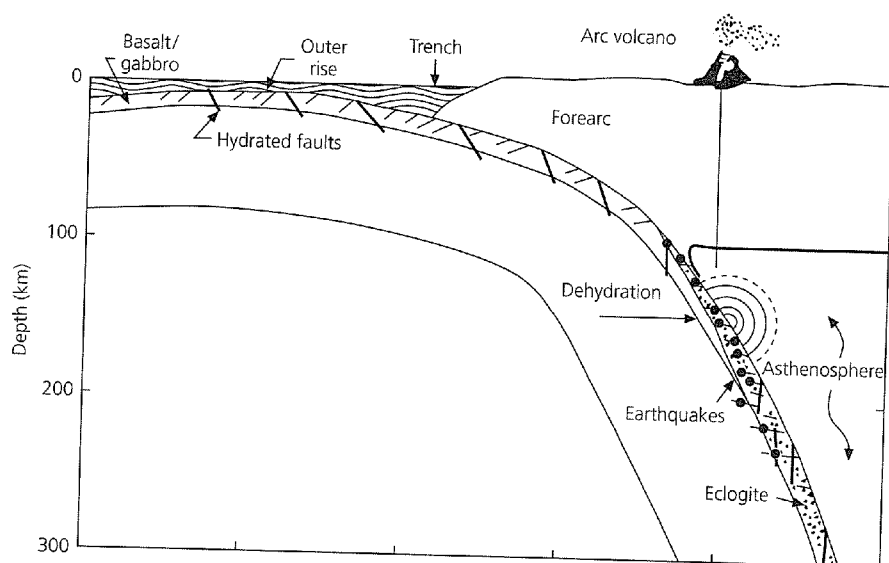 Basalt/
gabbro
Outer
rise
Trench
Arc volcano
0
Hydrated faults
Forearc
100
Dehydration
Depth (km)
Asthenosphere
200
Earthquakes
Eclogite
300